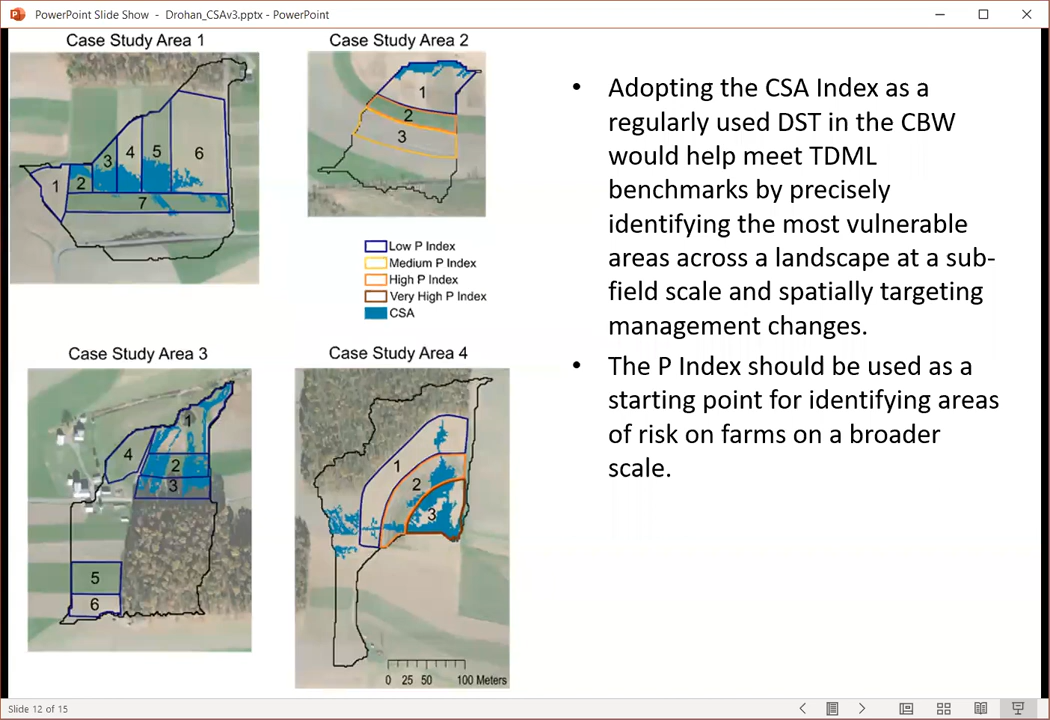 PowerPoint Slide Show - Drohan_CSAv3.pptx - PowerPoint
Case Study Area 1
1
2
3
4
5
6
7
Case Study Area 2
1
2
3
Low P Index
Medium P Index
High P Index
Very High P Index
CSA
Case Study Area 3
1
2
3
4
5
6
Case Study Area 4
1
2
3
0 25 50 100 Meters
• Adopting the CSA Index as a
regularly used DST in the CBW
would help meet TDML
benchmarks by precisely
identifying the most vulnerable
areas across a landscape at a sub-
field scale and spatially targeting
management changes.
• The P Index should be used as a
starting point for identifying areas
of risk on farms on a broader
scale.
Slide 12 of 15